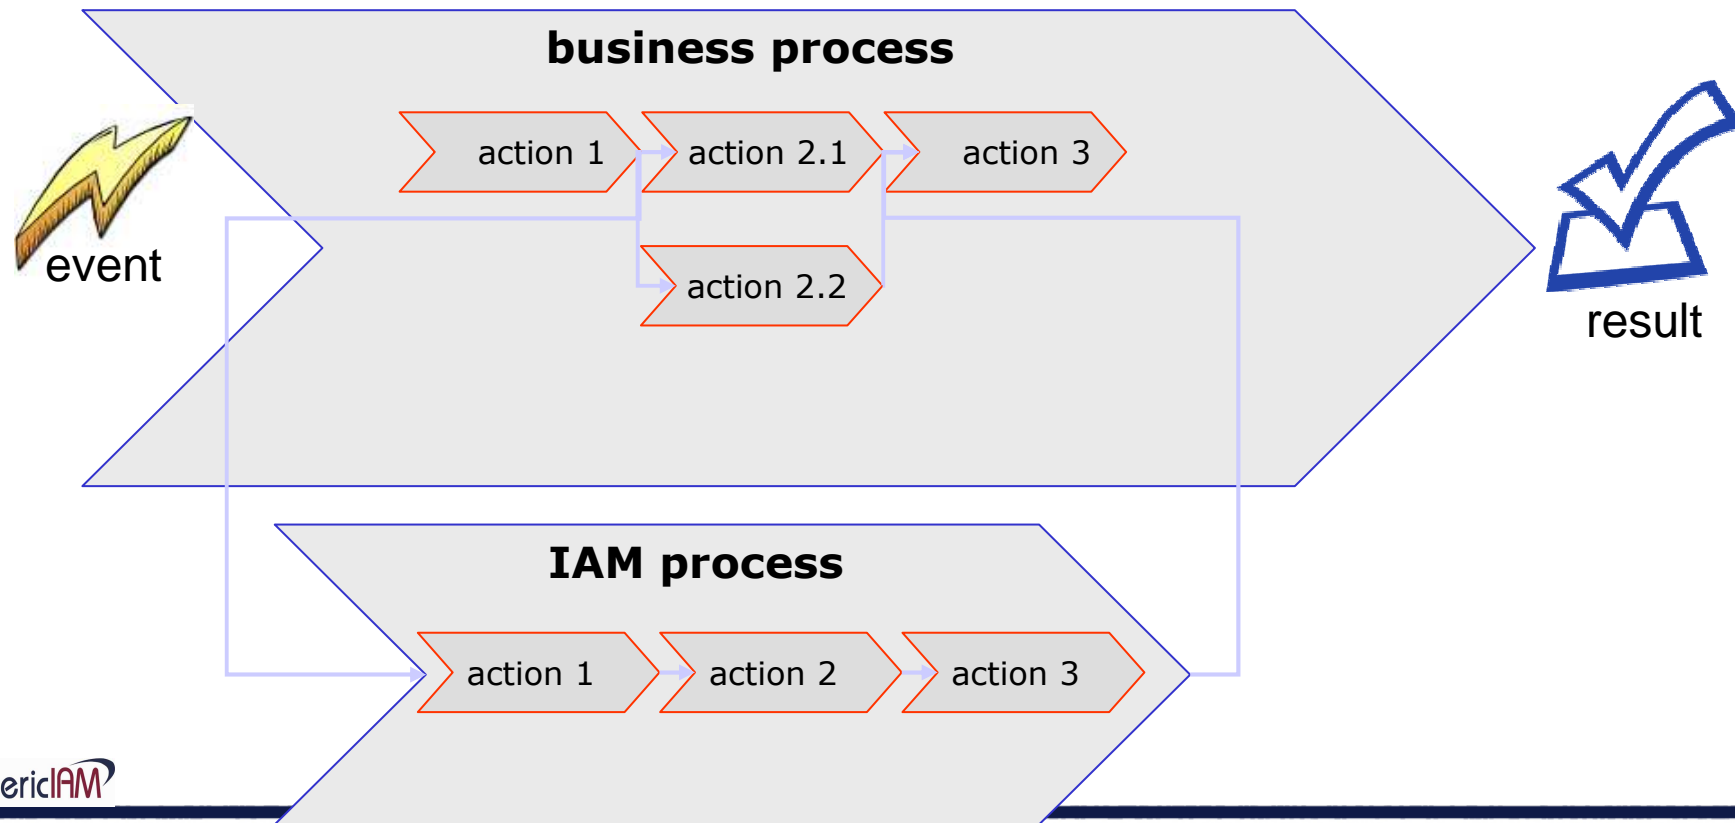 business process
action 1
action 2.1
action 3
event
action 2.2
result
IAM process
action 1
action 2
action 3
ericIAM